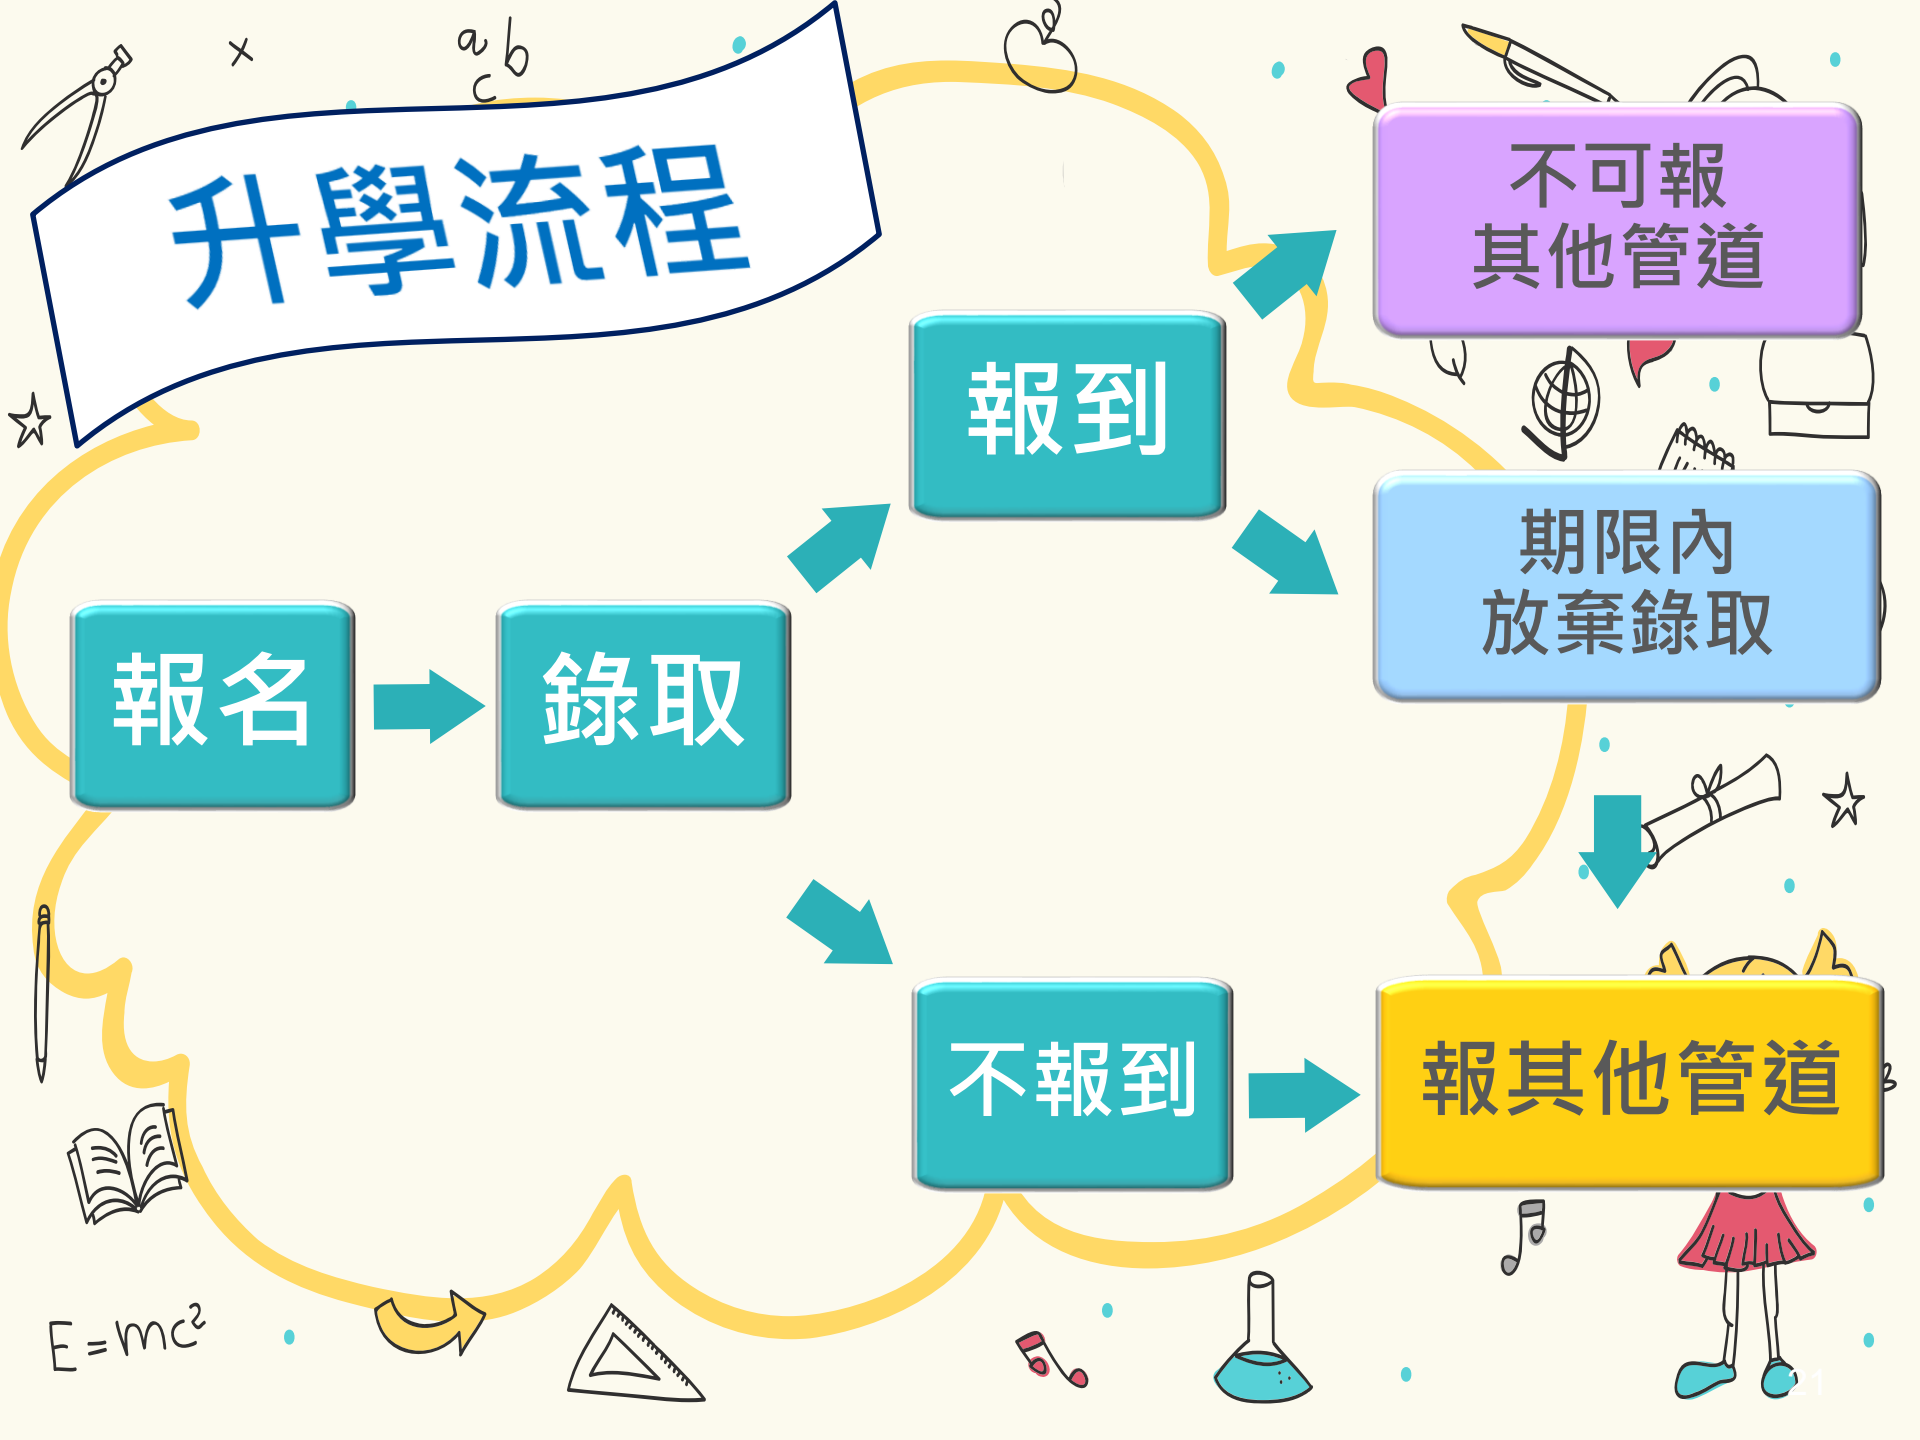 a b
c
x
升學流程
不可報
其他管道
報到
期限內
放棄錄取
報名
錄取
不報到
報其他管道
E=mc²
21